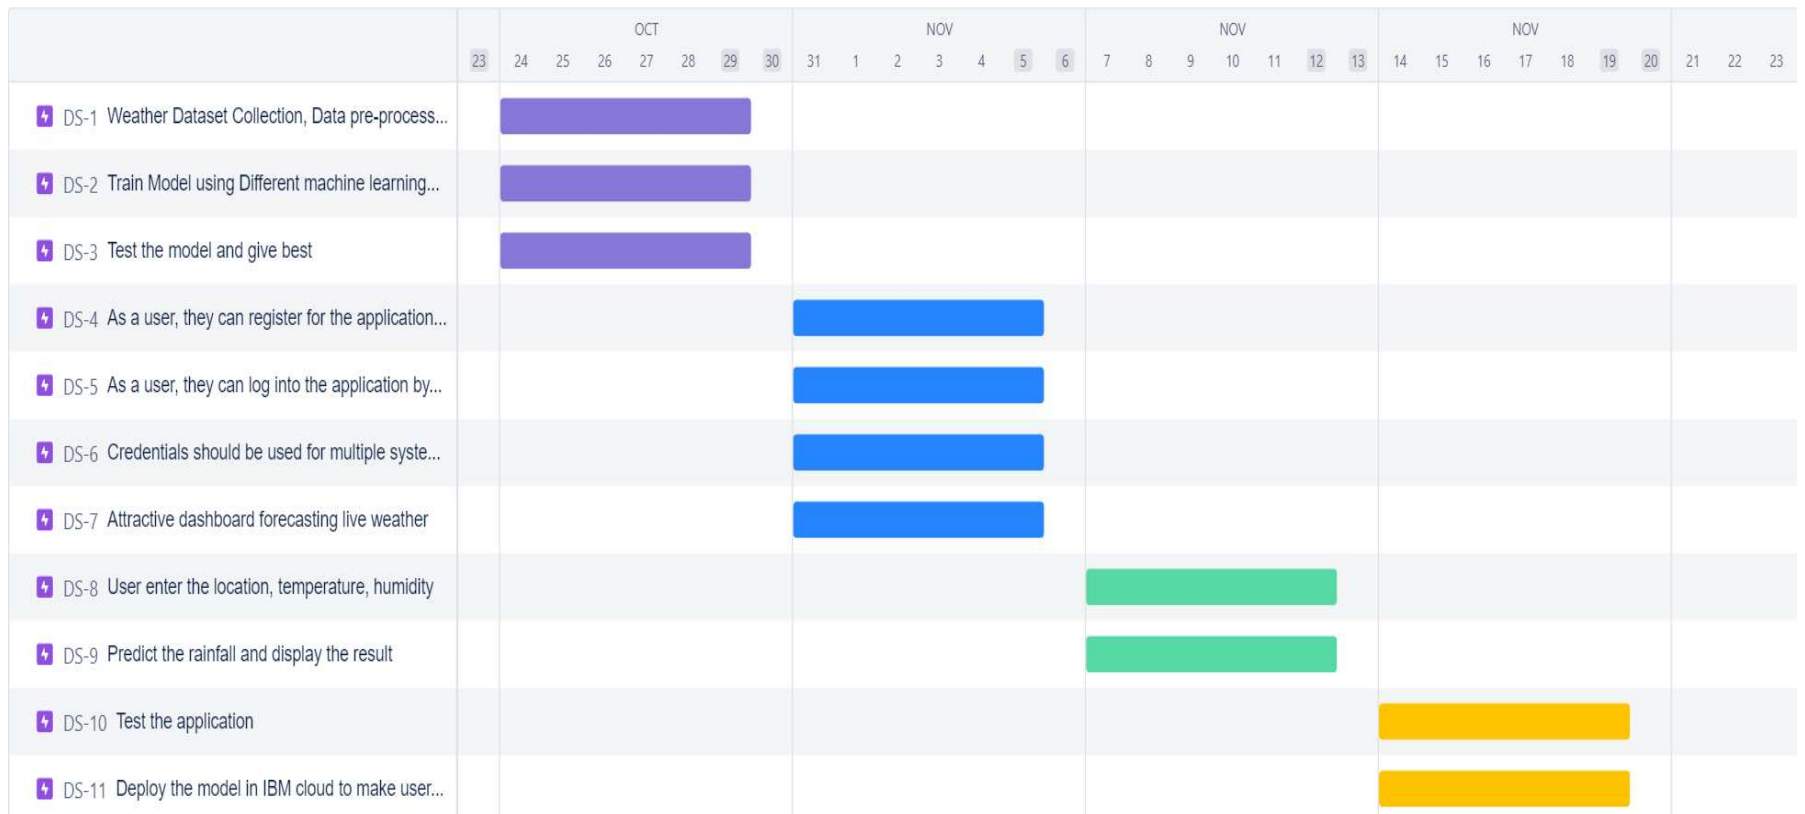 OCT NOV NOV NOV
23 24 25 26 27 28 29 30 31 1 2 3 4 5 6 7 8 9 10 11 12 13 14 15 16 17 18 19 20 21 22 23
DS-1 Weather Dataset Collection, Data pre-process...
DS-2 Train Model using Different machine learning...
DS-3 Test the model and give best
DS-4 As a user, they can register for the application...
DS-5 As a user, they can log into the application by...
DS-6 Credentials should be used for multiple syste...
DS-7 Attractive dashboard forecasting live weather
DS-8 User enter the location, temperature, humidity
DS-9 Predict the rainfall and display the result
DS-10 Test the application
DS-11 Deploy the model in IBM cloud to make user...